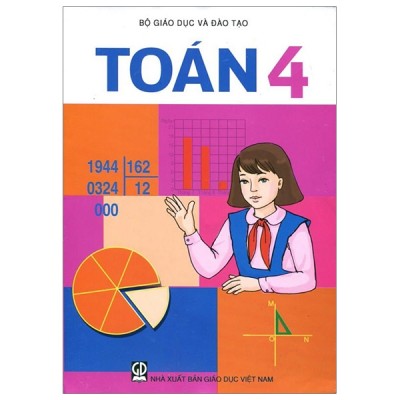 BỘ GIÁO DỤC VÀ ĐÀO TẠO
TOÁN 4
1944 162
0324 12
000
M
O N
GD
NHÀ XUẤT BẢN GIÁO DỤC VIỆT NAM